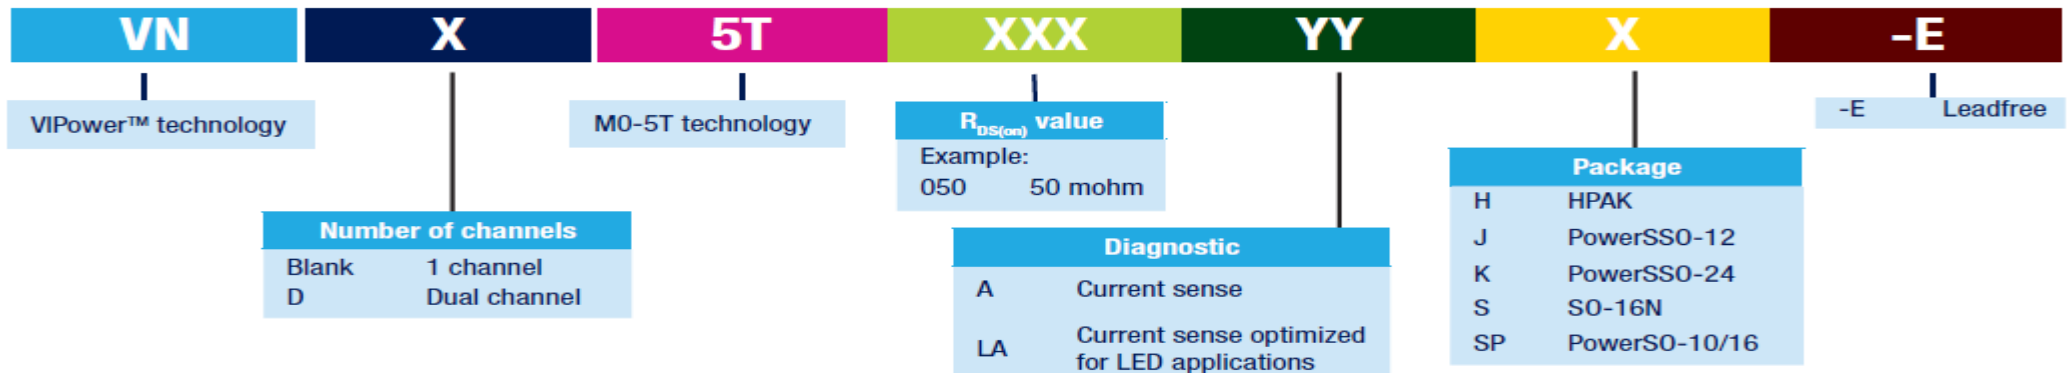 VN X 5T XXX YY X -E
VIPower™ technology
M0-5T technology
RDS(on) value
Example:
050 50 mohm
-E Leadfree
Number of channels
Blank 1 channel
D Dual channel
Diagnostic
A Current sense
LA Current sense optimized
for LED applications
Package
H HPAK
J PowerSSO-12
K PowerSSO-24
S SO-16N
SP PowerSO-10/16